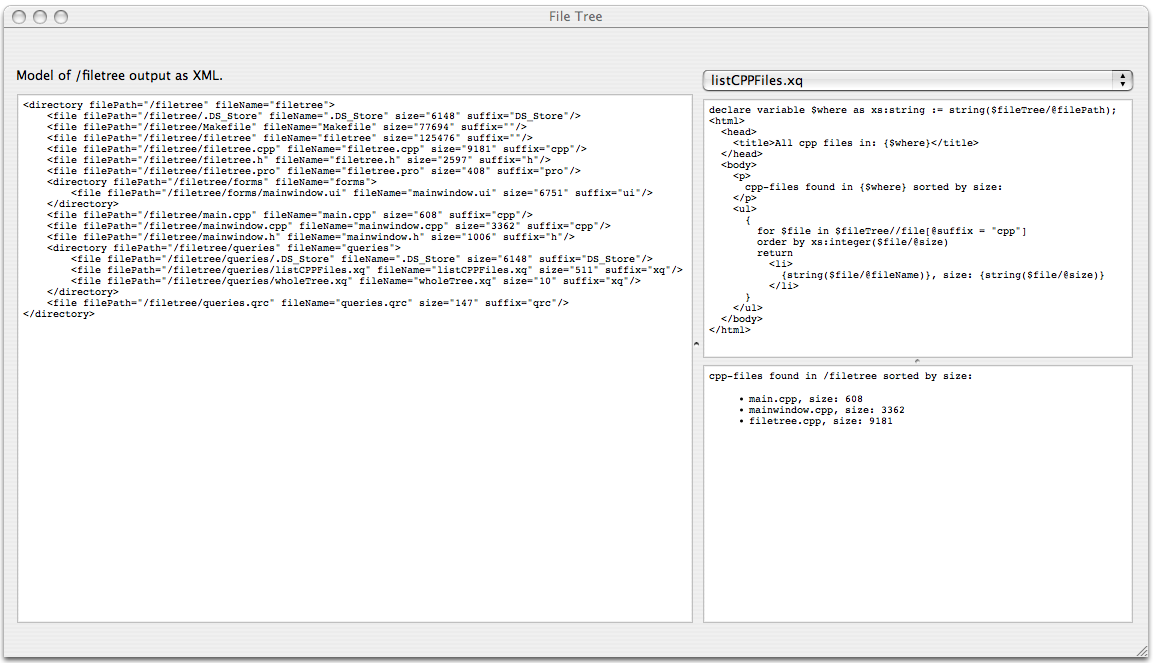 File Tree
Model of /filetree output as XML.
<directory filePath="/filetree" fileName="filetree">
    <file filePath="/filetree/.DS_Store" fileName=".DS_Store" size="6148" suffix="DS_Store"/>
    <file filePath="/filetree/Makefile" fileName="Makefile" size="77694" suffix=""/>
    <file filePath="/filetree/filetree" fileName="filetree" size="125476" suffix=""/>
    <file filePath="/filetree/filetree.cpp" fileName="filetree.cpp" size="9181" suffix="cpp"/>
    <file filePath="/filetree/filetree.h" fileName="filetree.h" size="2597" suffix="h"/>
    <file filePath="/filetree/filetree.pro" fileName="filetree.pro" size="408" suffix="pro"/>
    <directory filePath="/filetree/forms" fileName="forms">
        <file filePath="/filetree/forms/mainwindow.ui" fileName="mainwindow.ui" size="6751" suffix="ui"/>
    </directory>
    <file filePath="/filetree/main.cpp" fileName="main.cpp" size="608" suffix="cpp"/>
    <file filePath="/filetree/mainwindow.cpp" fileName="mainwindow.cpp" size="3362" suffix="cpp"/>
    <file filePath="/filetree/mainwindow.h" fileName="mainwindow.h" size="1006" suffix="h"/>
    <directory filePath="/filetree/queries" fileName="queries">
        <file filePath="/filetree/queries/.DS_Store" fileName=".DS_Store" size="6148" suffix="DS_Store"/>
        <file filePath="/filetree/queries/listCPPFiles.xq" fileName="listCPPFiles.xq" size="511" suffix="xq"/>
        <file filePath="/filetree/queries/wholeTree.xq" fileName="wholeTree.xq" size="10" suffix="xq"/>
    </directory>
    <file filePath="/filetree/queries.qrc" fileName="queries.qrc" size="147" suffix="qrc"/>
</directory>
listCPPFiles.xq
declare variable $where as xs:string := string($fileTree/@filePath);
<html>
  <head>
    <title>All cpp files in: {$where}</title>
  </head>
  <body>
    <p>
      cpp-files found in {$where} sorted by size:
    </p>
    <ul>
      {
        for $file in $fileTree//file[@suffix = "cpp"]
        order by xs:integer($file/@size)
        return
          <li>
            {string($file/@fileName)}, size: {string($file/@size)}
          </li>
      }
    </ul>
  </body>
</html>
cpp-files found in /filetree sorted by size:
• main.cpp, size: 608
• mainwindow.cpp, size: 3362
• filetree.cpp, size: 9181